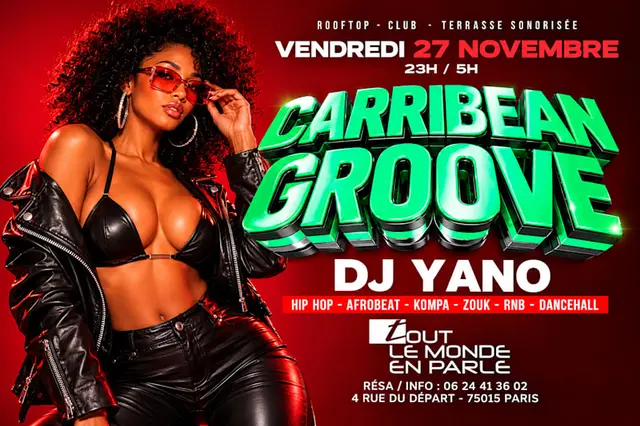 ROOFTOP - CLUB - TERRASSE SONORISÉE
VENDREDI 27 NOVEMBRE
23H / 5H
CARRIBEAN
GROOVE
DJ YANO
HIP HOP - AFROBEAT - KOMPA - ZOUK - RNB - DANCEHALL
tOUT
LE MONDE
EN PARLE
RÉSA / INFO : 06 24 41 36 02
4 RUE DU DÉPART - 75015 PARIS